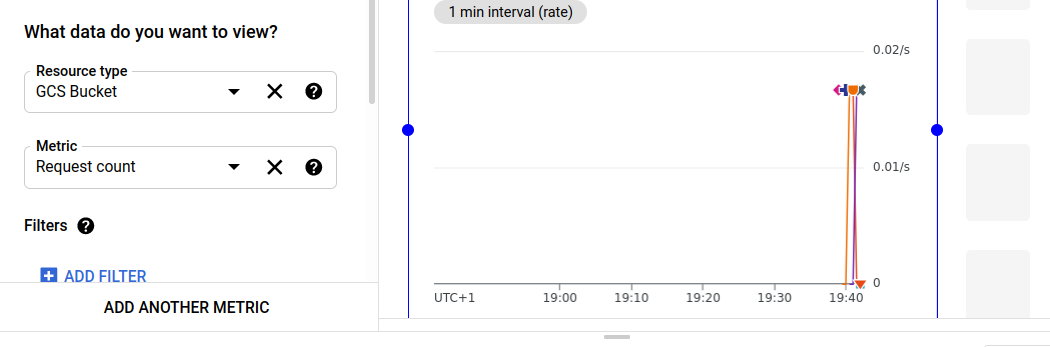 What data do you want to view?
Resource type
GCS Bucket
Metric
Request count
Filters
ADD FILTER
ADD ANOTHER METRIC
1 min interval (rate)
0.02/s
0.01/s
0
UTC+1 19:00 19:10 19:20 19:30 19:40